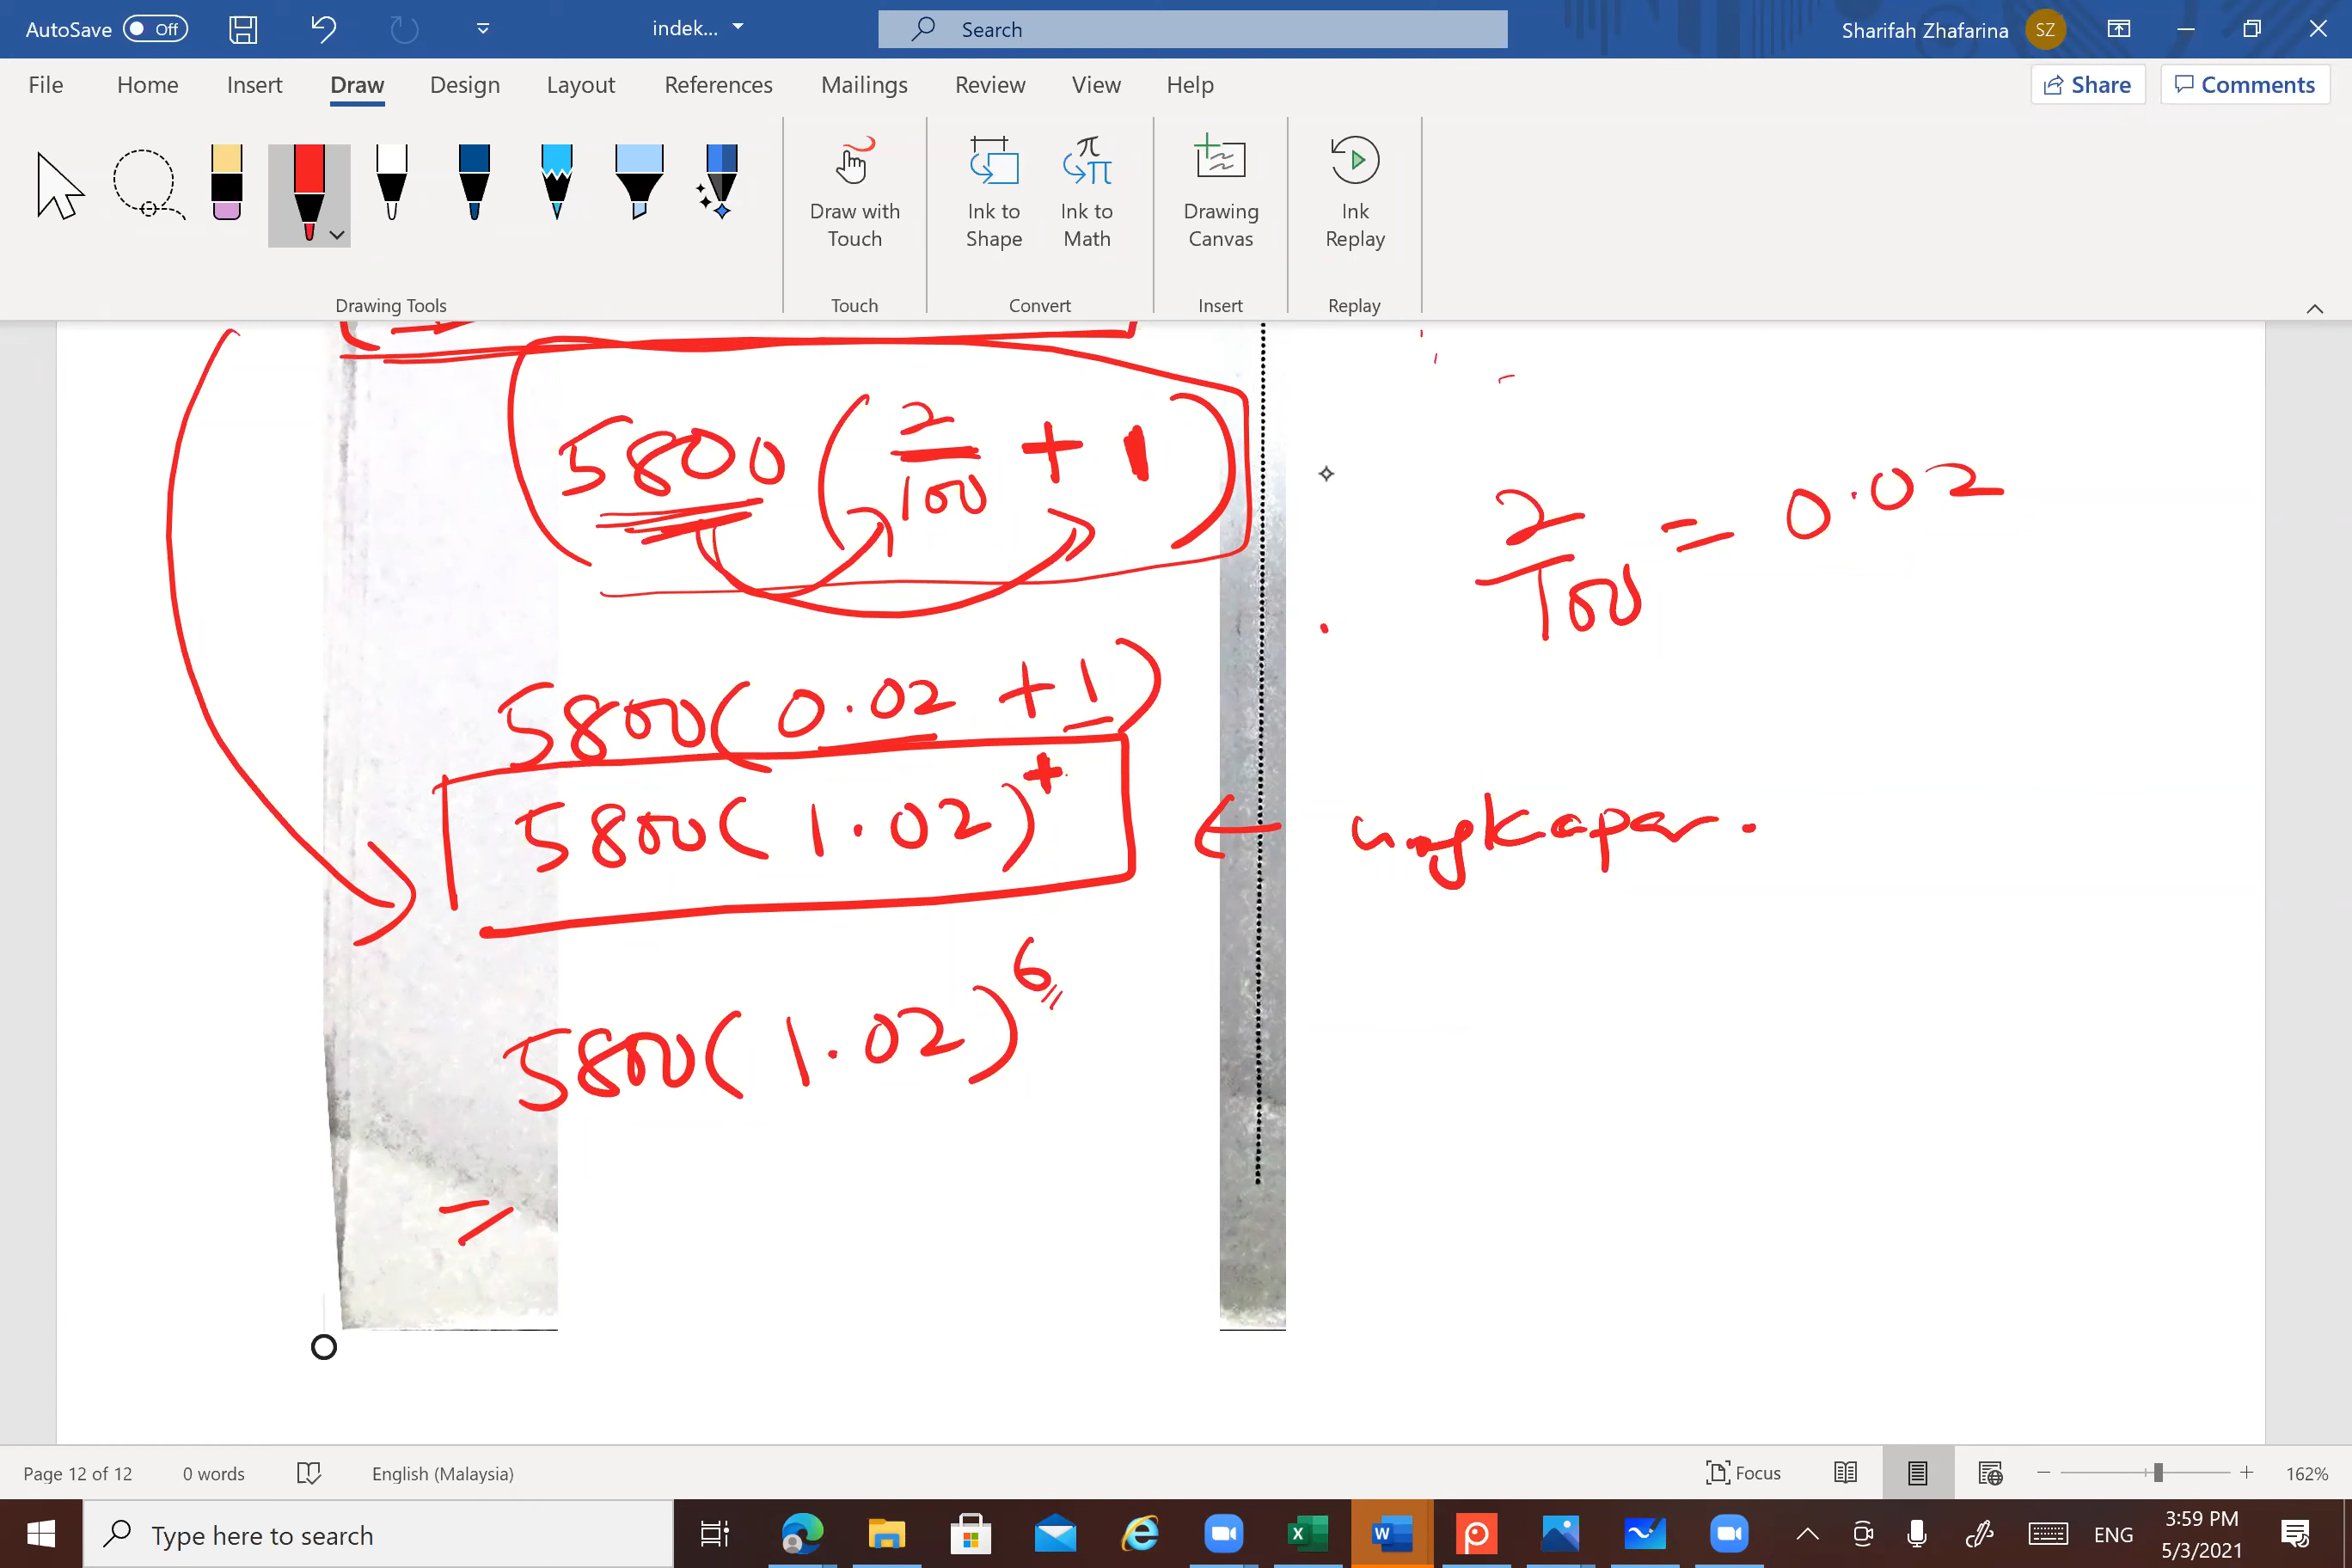 AutoSave Off indek... Search Sharifah Zhafarina SZ
File Home Insert Draw Design Layout References Mailings Review View Help Share Comments
Draw with Touch
Ink to Shape
Ink to Math
Drawing Canvas
Ink Replay
Drawing Tools Touch Convert Insert Replay
5800 (2/100 + 1)
2/100 = 0.02
5800(0.02 + 1)
5800(1.02)^t ← ungkapan.
5800(1.02)^6
=
Page 12 of 12 0 words English (Malaysia) Focus 162%
Type here to search ENG 3:59 PM
5/3/2021